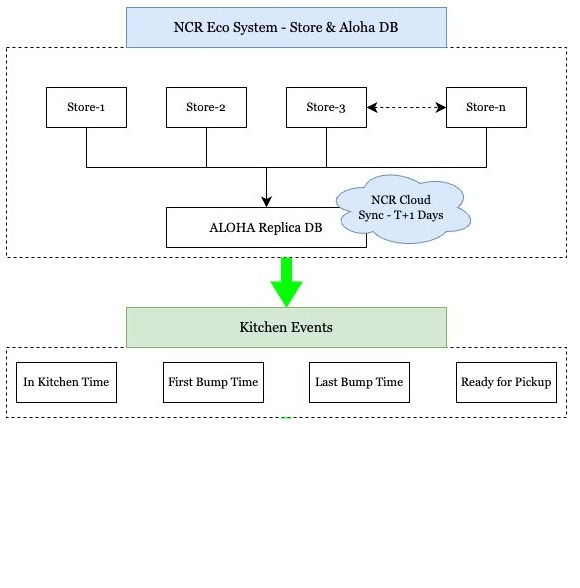 NCR Eco System - Store & Aloha DB
Store-1
Store-2
Store-3
Store-n
NCR Cloud
Sync - T+1 Days
ALOHA Replica DB
Kitchen Events
In Kitchen Time
First Bump Time
Last Bump Time
Ready for Pickup